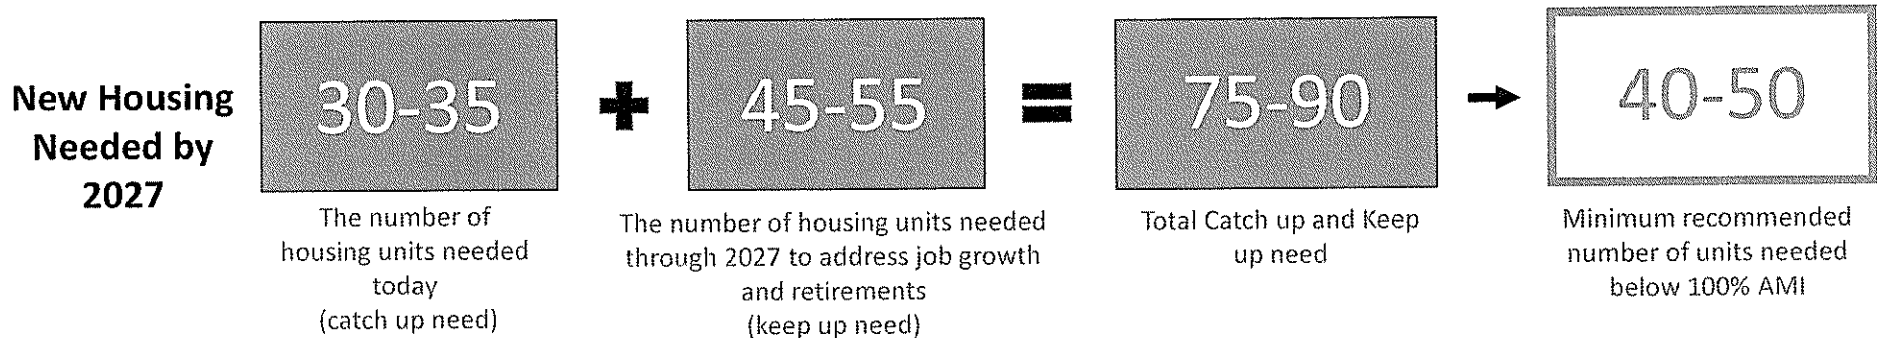 New Housing
Needed by
2027
30-35
+
45-55
=
75-90
→
40-50
The number of
housing units needed
today
(catch up need)
The number of housing units needed
through 2027 to address job growth
and retirements
(keep up need)
Total Catch up and Keep
up need
Minimum recommended
number of units needed
below 100% AMI